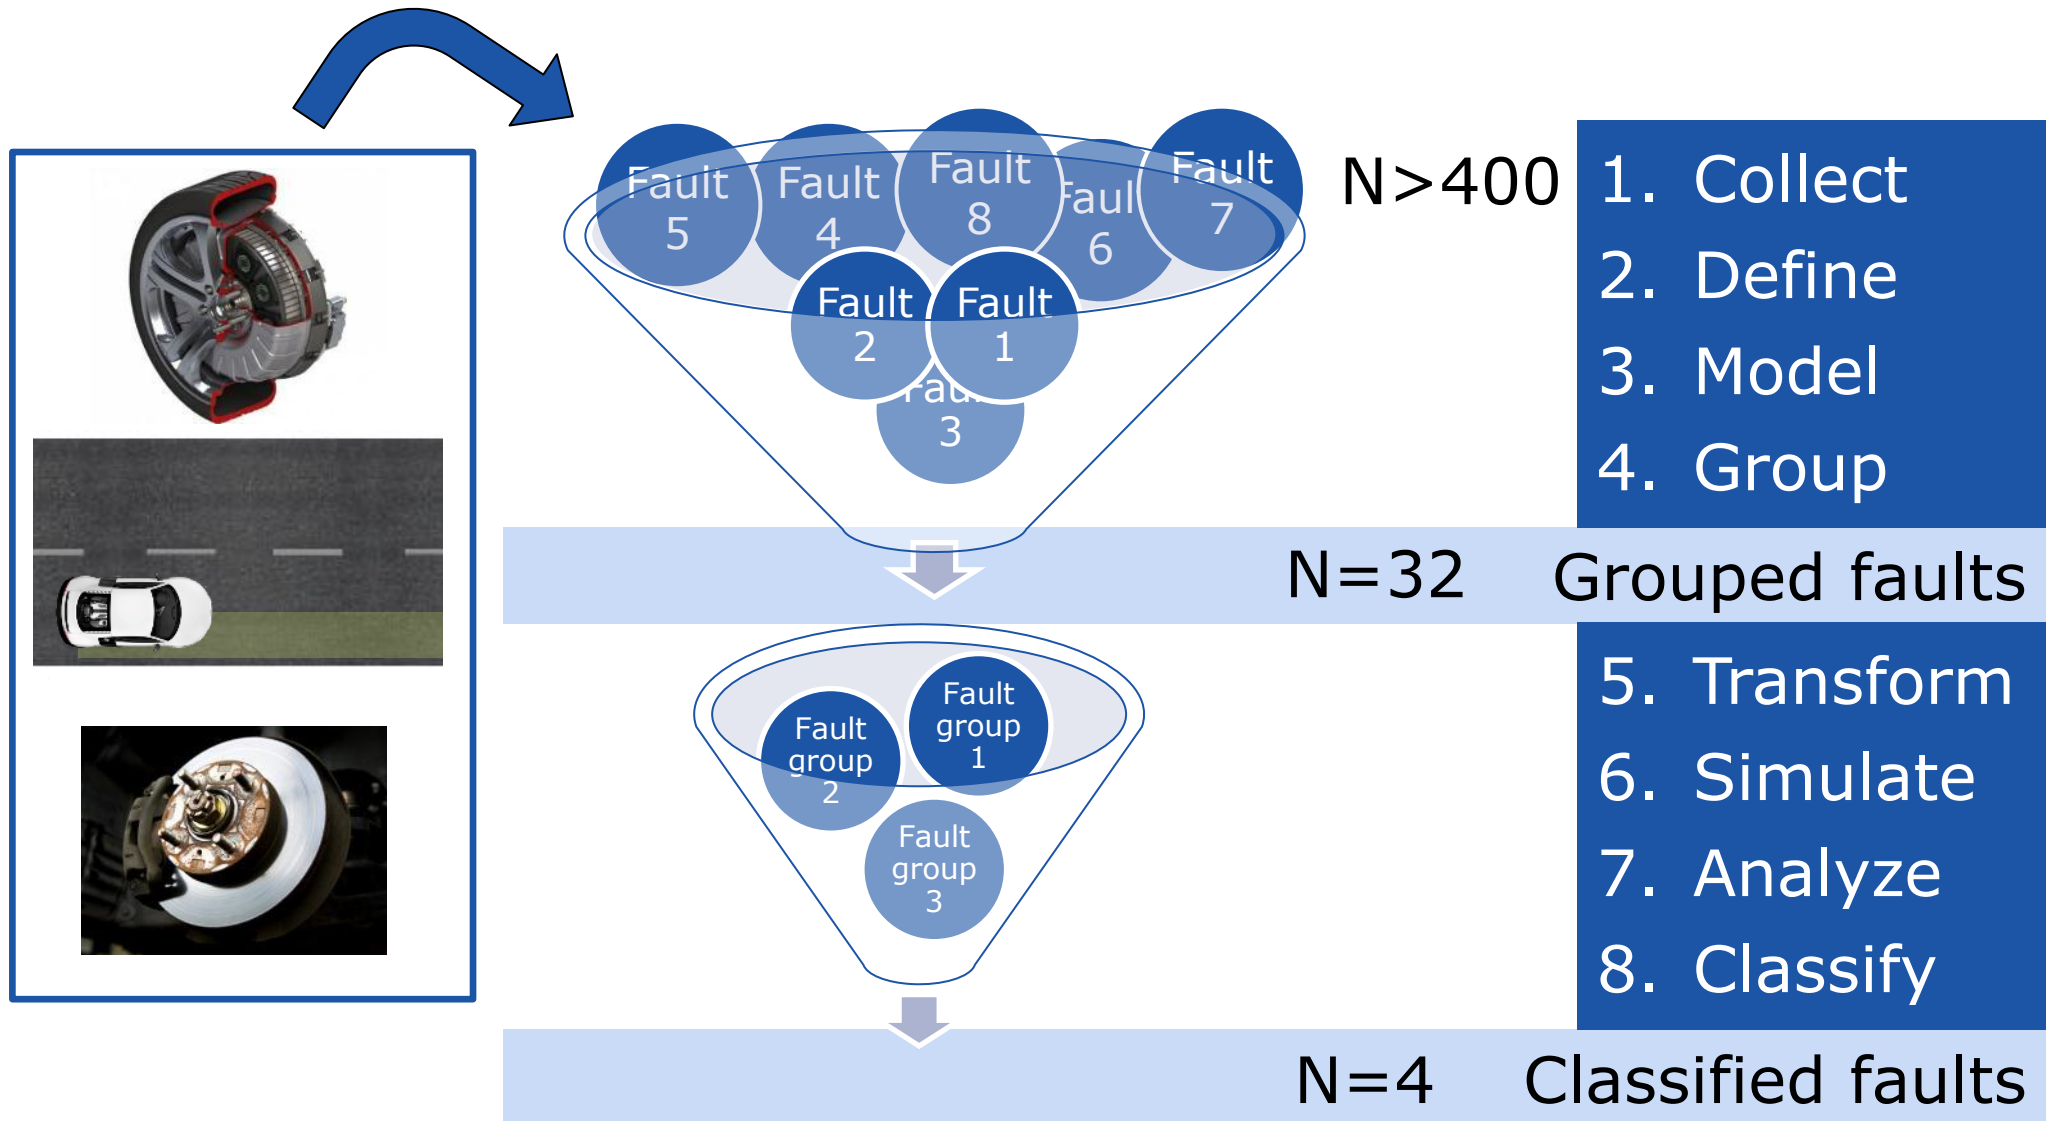 Fault
5
Fault
4
Fault
8
Fault
6
Fault
7
Fault
2
Fault
1
Fault
3
N>400
1. Collect
2. Define
3. Model
4. Group
N=32 Grouped faults
Fault
group
1
Fault
group
2
Fault
group
3
5. Transform
6. Simulate
7. Analyze
8. Classify
N=4 Classified faults